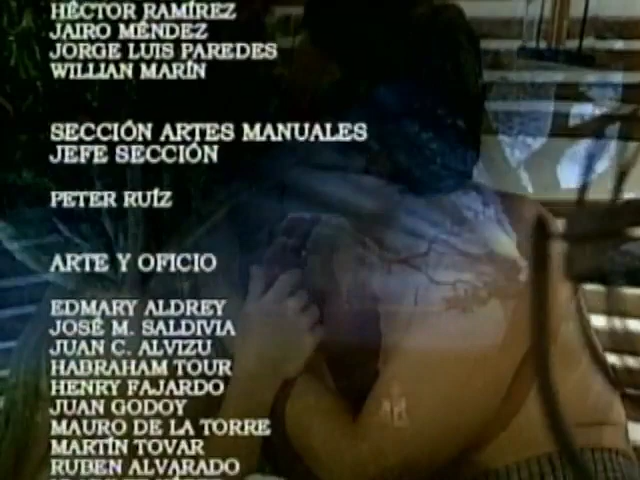 HÉCTOR RAMÍREZ
JAIRO MÉNDEZ
JORGE LUIS PAREDES
WILLIAN MARÍN
SECCIÓN ARTES MANUALES
JEFE SECCIÓN
PETER RUÍZ
ARTE Y OFICIO
EDMARY ALDREY
JOSÉ M. SALDIVIA
JUAN C. ALVIZU
HABRAHAM TOUR
HENRY FAJARDO
JUAN GODOY
MAURO DE LA TORRE
MARTÍN TOVAR
RUBEN ALVARADO